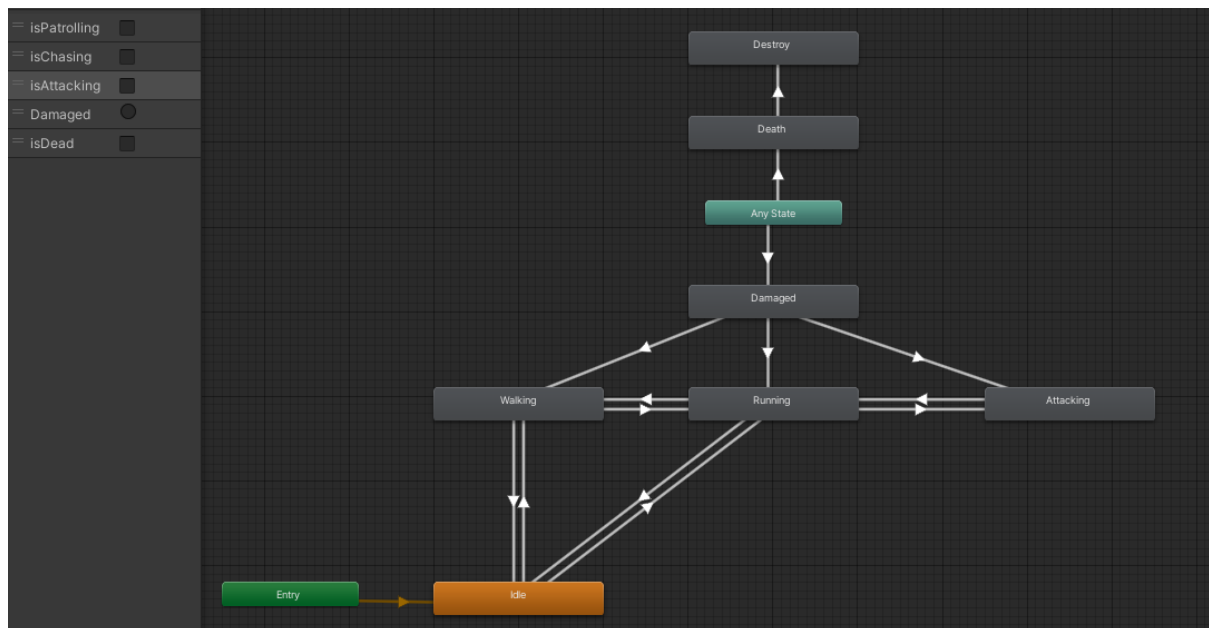 isPatrolling
isChasing
isAttacking
Damaged
isDead
Destroy
Death
Any State
Damaged
Walking
Running
Attacking
Entry
Idle